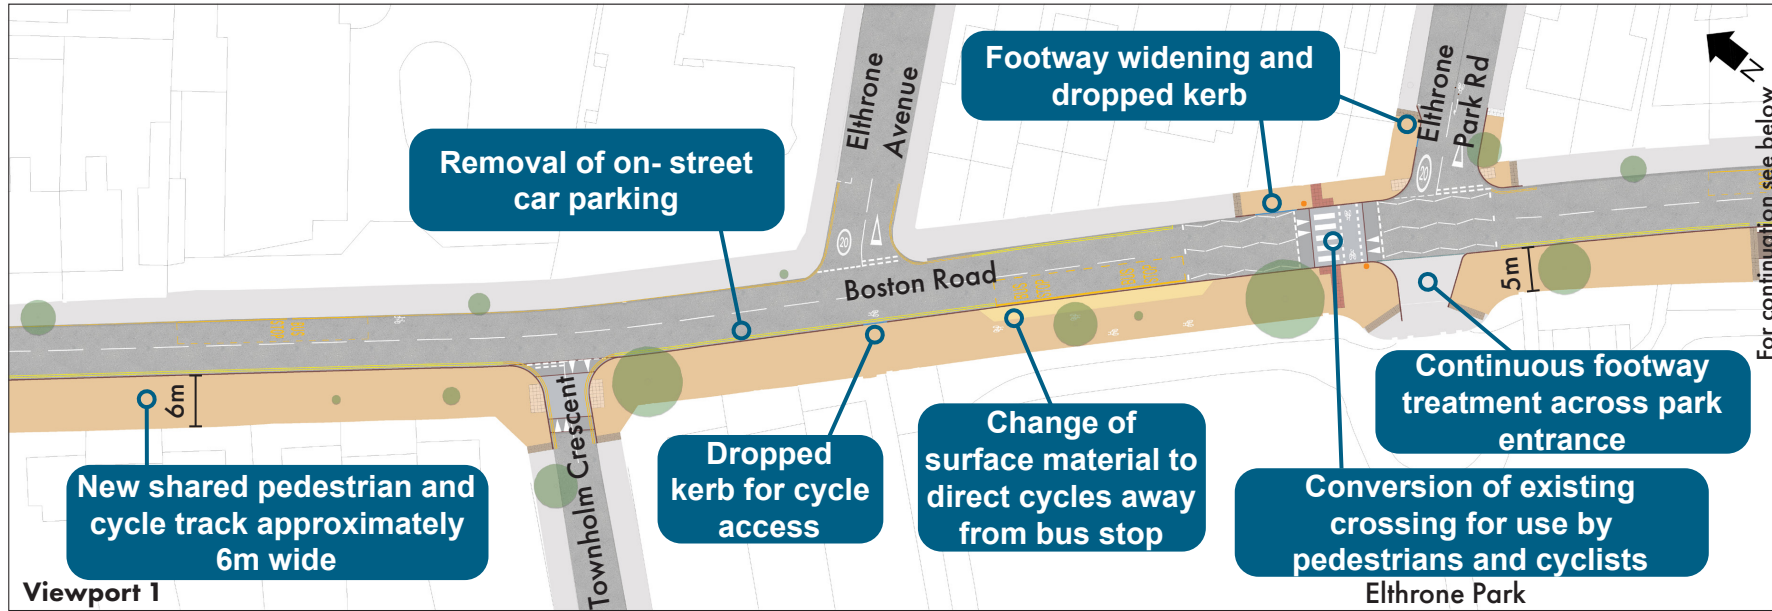 Footway widening and
dropped kerb
Elthrone
Park Rd
N
Elthrone
Avenue
Removal of on- street
car parking
For continuation see below
20
20
Boston Road
5m
6m
Continuous footway
treatment across park
entrance
Townholm Crescent
Change of
surface material to
direct cycles away
from bus stop
Dropped
kerb for cycle
access
New shared pedestrian and
cycle track approximately
6m wide
Conversion of existing
crossing for use by
pedestrians and cyclists
Viewport 1
Elthrone Park